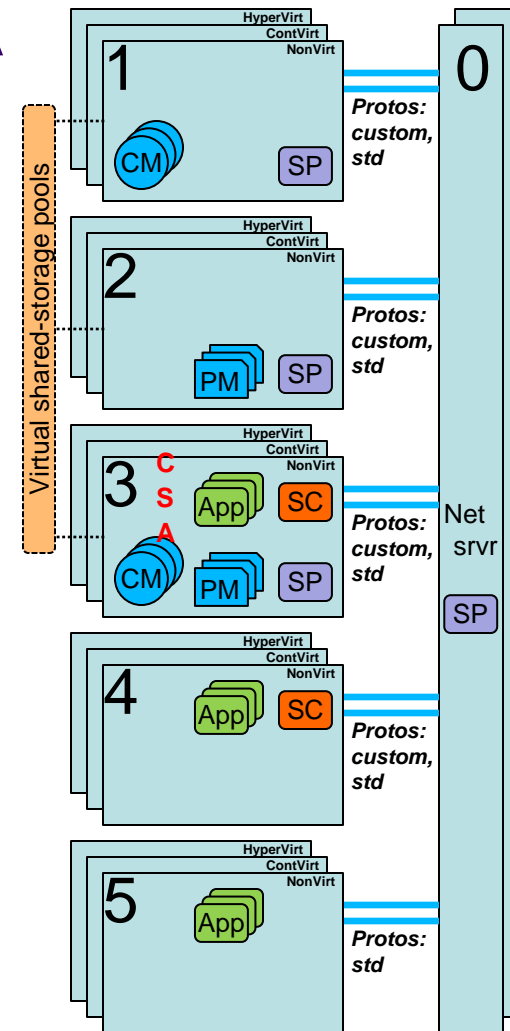 HyperVirt
ContVirt
NonVirt
1
CM
SP
Protos:
custom,
std
0
Virtual shared-storage pools
HyperVirt
ContVirt
NonVirt
2
PM
SP
Protos:
custom,
std
HyperVirt
ContVirt
NonVirt
3
C
S
A
App
SC
CM
PM
SP
Protos:
custom,
std
Net
srvr
SP
HyperVirt
ContVirt
NonVirt
4
App
SC
Protos:
custom,
std
HyperVirt
ContVirt
NonVirt
5
App
Protos:
std